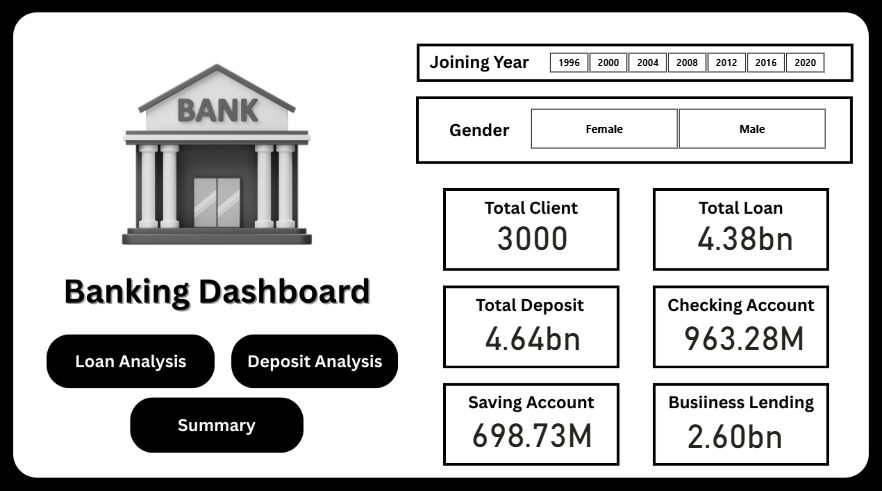 BANK
Banking Dashboard
Loan Analysis
Deposit Analysis
Summary
Joining Year
1996 2000 2004 2008 2012 2016 2020
Gender
Female Male
Total Client
3000
Total Loan
4.38bn
Total Deposit
4.64bn
Checking Account
963.28M
Saving Account
698.73M
Busiiness Lending
2.60bn